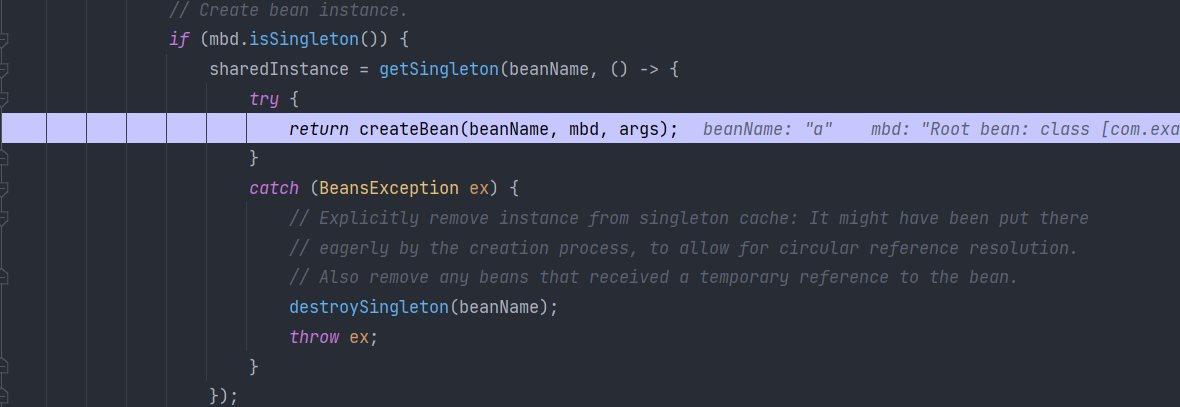 // Create bean instance.
if (mbd.isSingleton()) {
sharedInstance = getSingleton(beanName, () -> {
try {
return createBean(beanName, mbd, args); beanName: "a" mbd: "Root bean: class [com.exa
}
catch (BeansException ex) {
// Explicitly remove instance from singleton cache: It might have been put there
// eagerly by the creation process, to allow for circular reference resolution.
// Also remove any beans that received a temporary reference to the bean.
destroySingleton(beanName);
throw ex;
}
});